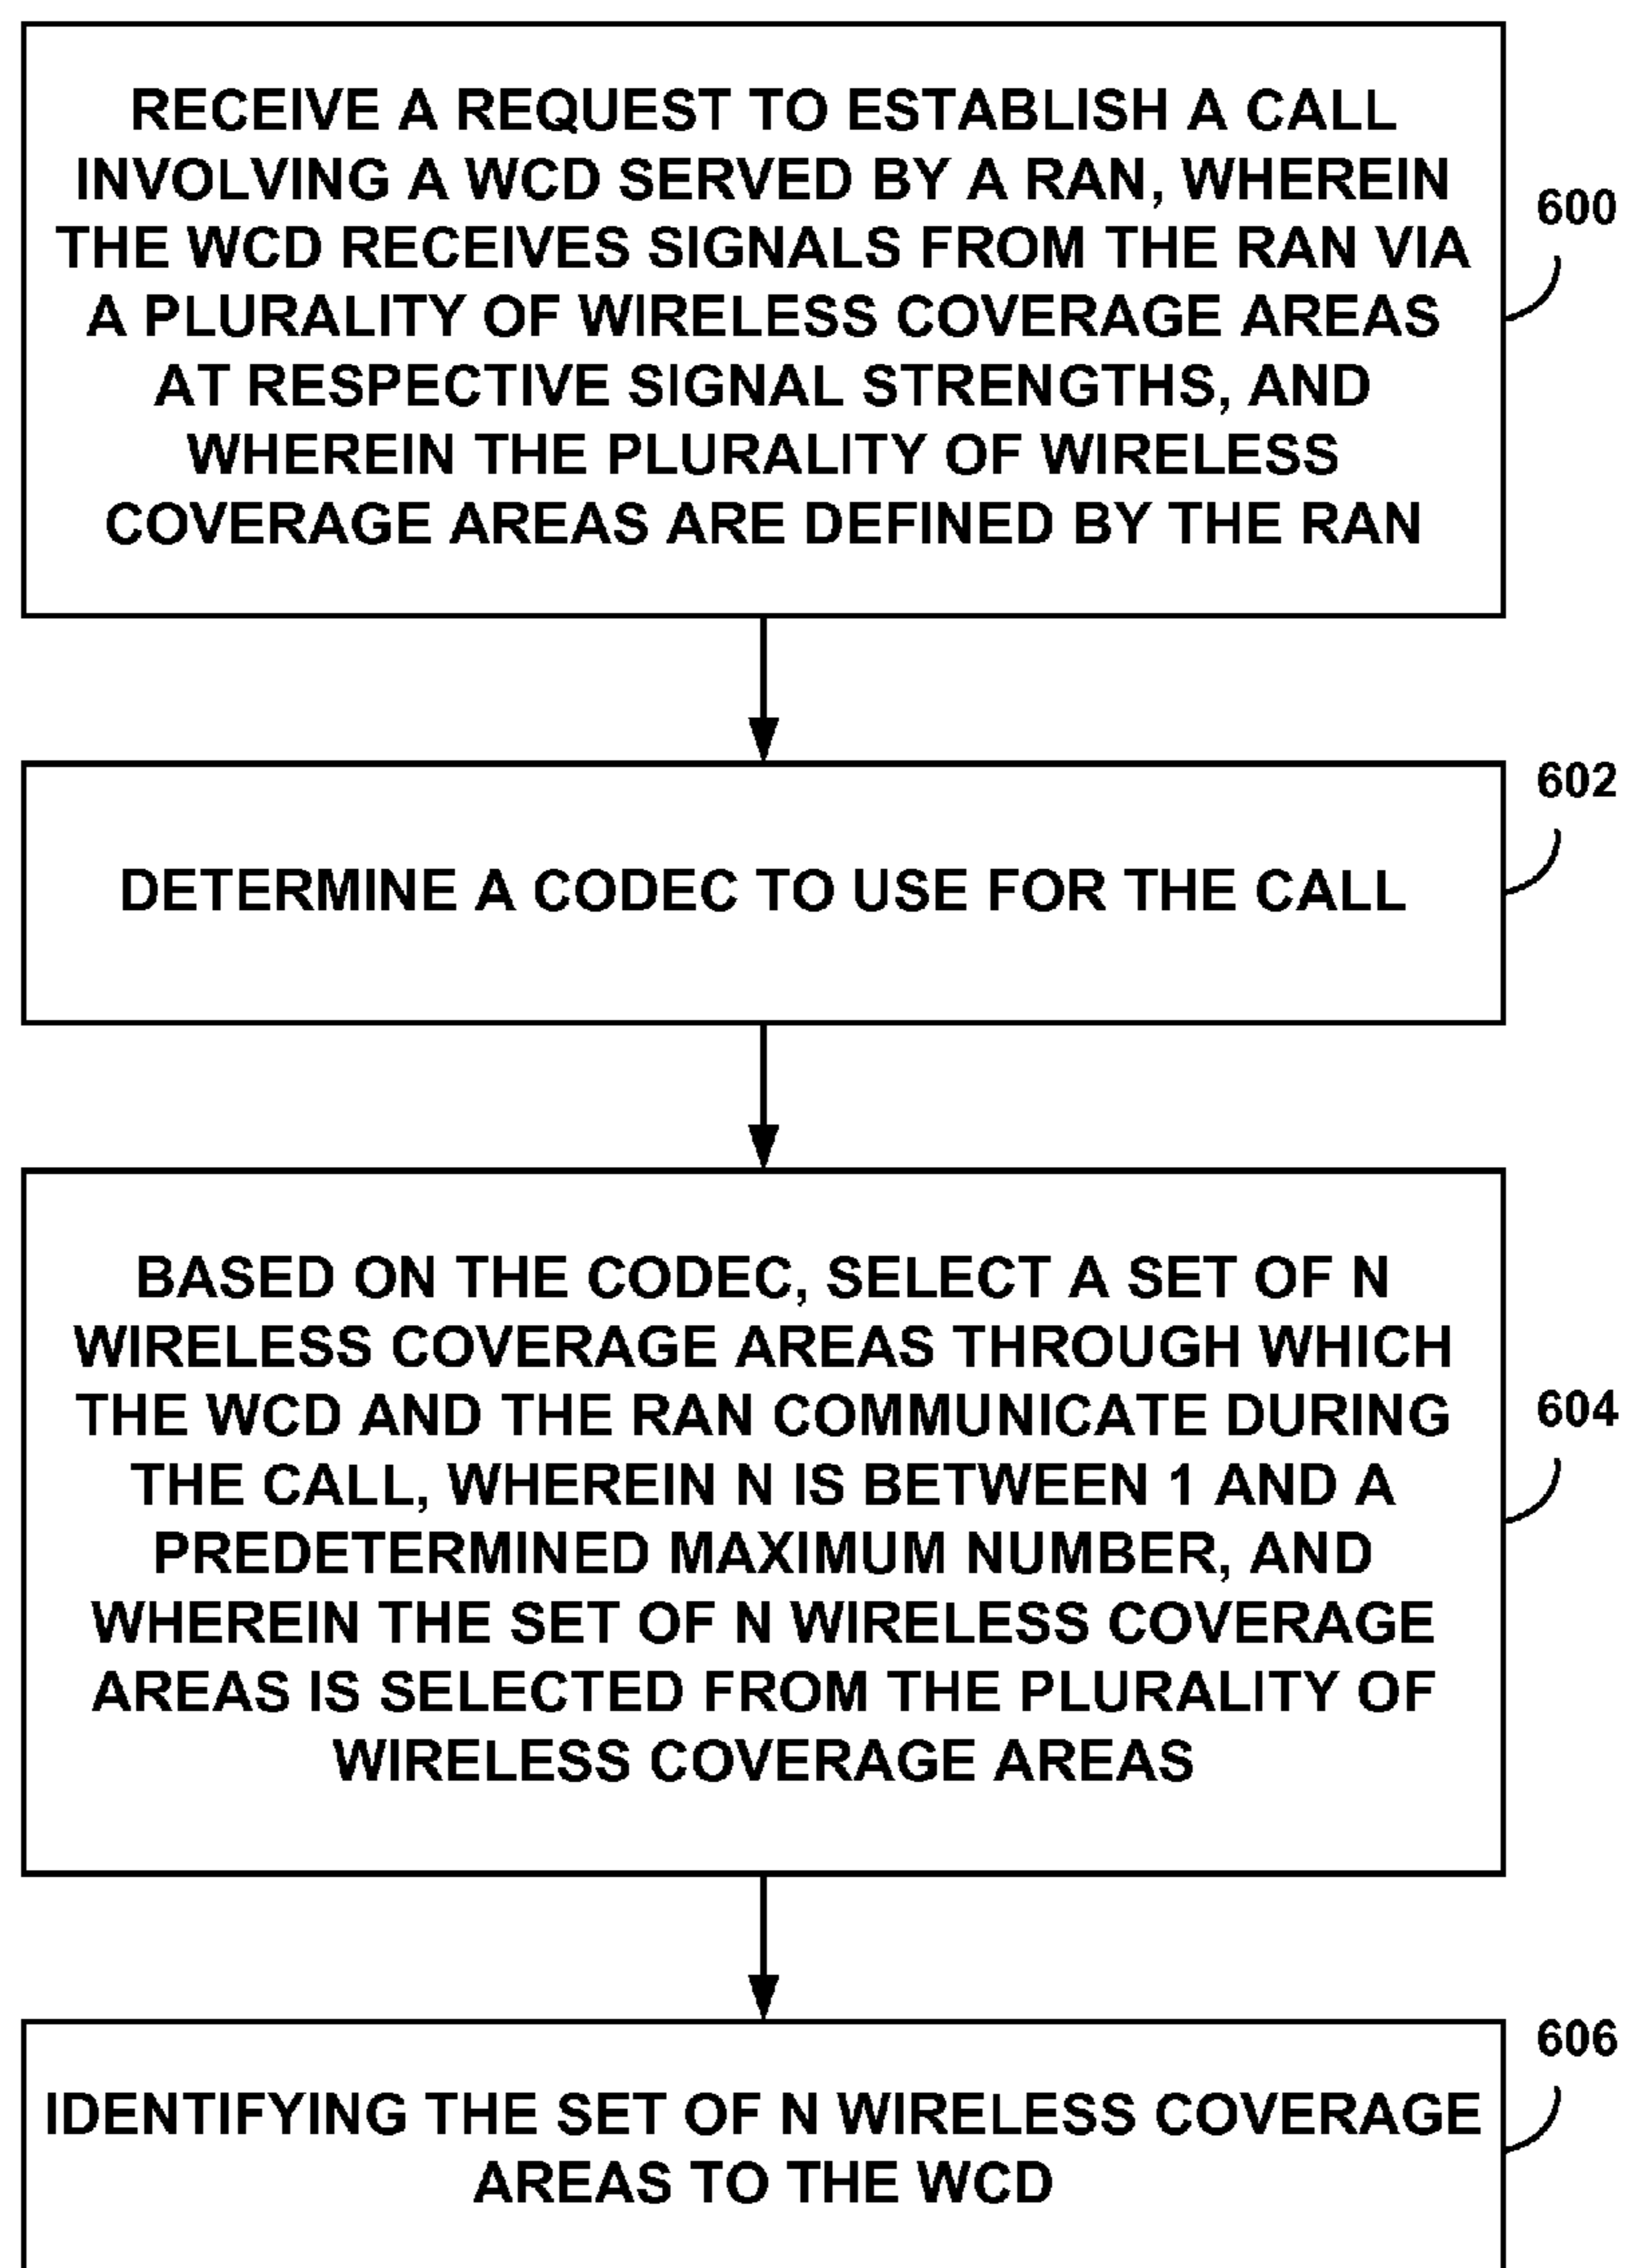 RECEIVE A REQUEST TO ESTABLISH A CALL
INVOLVING A WCD SERVED BY A RAN, WHEREIN
THE WCD RECEIVES SIGNALS FROM THE RAN VIA
A PLURALITY OF WIRELESS COVERAGE AREAS
AT RESPECTIVE SIGNAL STRENGTHS, AND
WHEREIN THE PLURALITY OF WIRELESS
COVERAGE AREAS ARE DEFINED BY THE RAN
600
602
DETERMINE A CODEC TO USE FOR THE CALL
BASED ON THE CODEC, SELECT A SET OF N
WIRELESS COVERAGE AREAS THROUGH WHICH
THE WCD AND THE RAN COMMUNICATE DURING
THE CALL, WHEREIN N IS BETWEEN 1 AND A
PREDETERMINED MAXIMUM NUMBER, AND
WHEREIN THE SET OF N WIRELESS COVERAGE
AREAS IS SELECTED FROM THE PLURALITY OF
WIRELESS COVERAGE AREAS
604
606
IDENTIFYING THE SET OF N WIRELESS COVERAGE
AREAS TO THE WCD